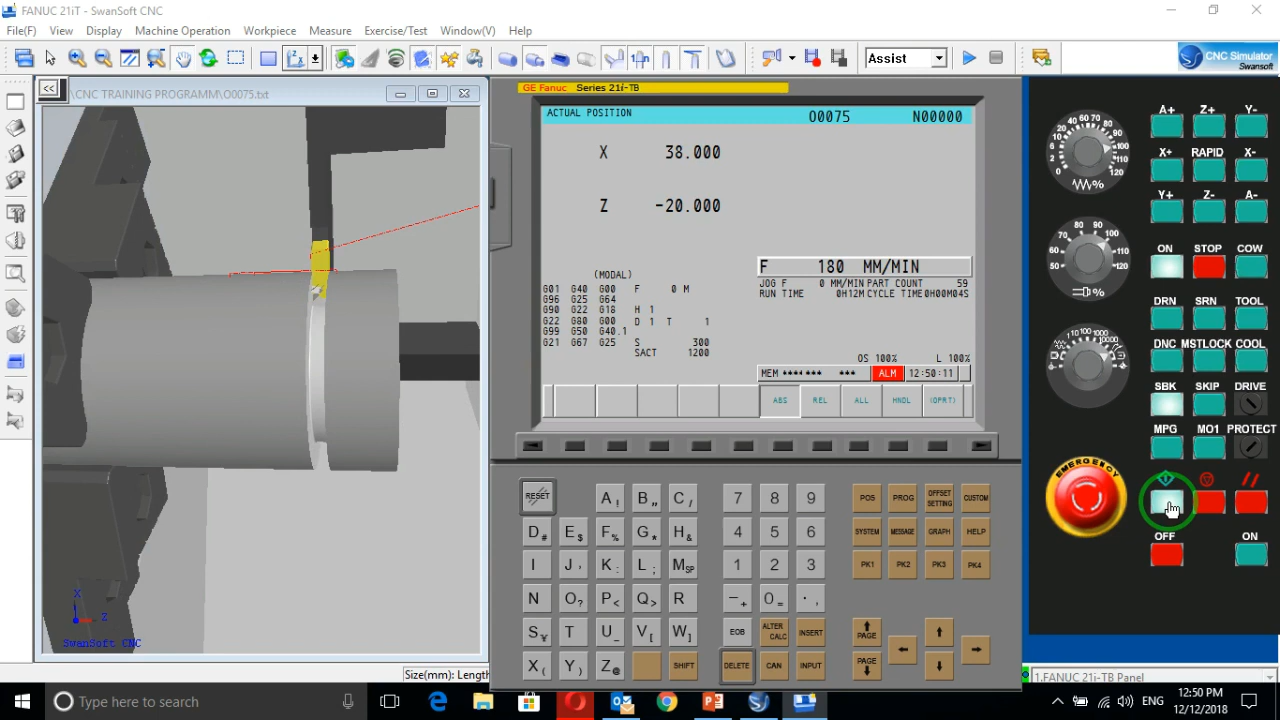 FANUC 21iT - SwanSoft CNC
File(F) View Display Machine Operation Workpiece Measure Exercise/Test Window(V) Help
Assist
CNC Simulator
Swansoft
<<
\CNC TRAINING PROGRAMM\O0075.txt
GE Fanuc Series 21i-TB
ACTUAL POSITION O0075 N00000
X 38.000
Z -20.000
F 180 MM/MIN
(MODAL)
JOG F 0 MM/MIN PART COUNT 59
RUN TIME 0H12M CYCLE TIME 0H00M04S
G01 G40 G00 F 0 M
G96 G25 G64
G90 G22 G18 H 1
G22 G80 G00 D 1 T 1
G99 G50 G40.1
G21 G67 G25 S 300
SACT 1200
OS 100% L 100%
MEM **** *** *** ALM 12:50:11
ABS REL ALL HNDL (OPRT)
RESET A! B„ C/ 7 8 9 POS PROG OFFSET SETTING CUSTOM
D# E$ F% G* H& 4 5 6 SYSTEM MESSAGE GRAPH HELP
I J, K: L; MSP 1 2 3 PK1 PK2 PK3 PK4
N O? P< Q> R -+ 0= ·,
S¥ T U_ V[ W] EOB ALTER CALC INSERT PAGE
X( Y) Z@ SHIFT DELETE CAN INPUT PAGE
X
Z
SwanSoft CNC
A+ Z+ Y-
X+ RAPID X-
Y+ Z- A-
ON STOP COW
DRN SRN TOOL
DNC MSTLOCK COOL
SBK SKIP DRIVE
MPG MO1 PROTECT
EMERGENCY
OFF ON
Size(mm): Length
1.FANUC 21i-TB Panel
Type here to search
ENG
12:50 PM
12/12/2018